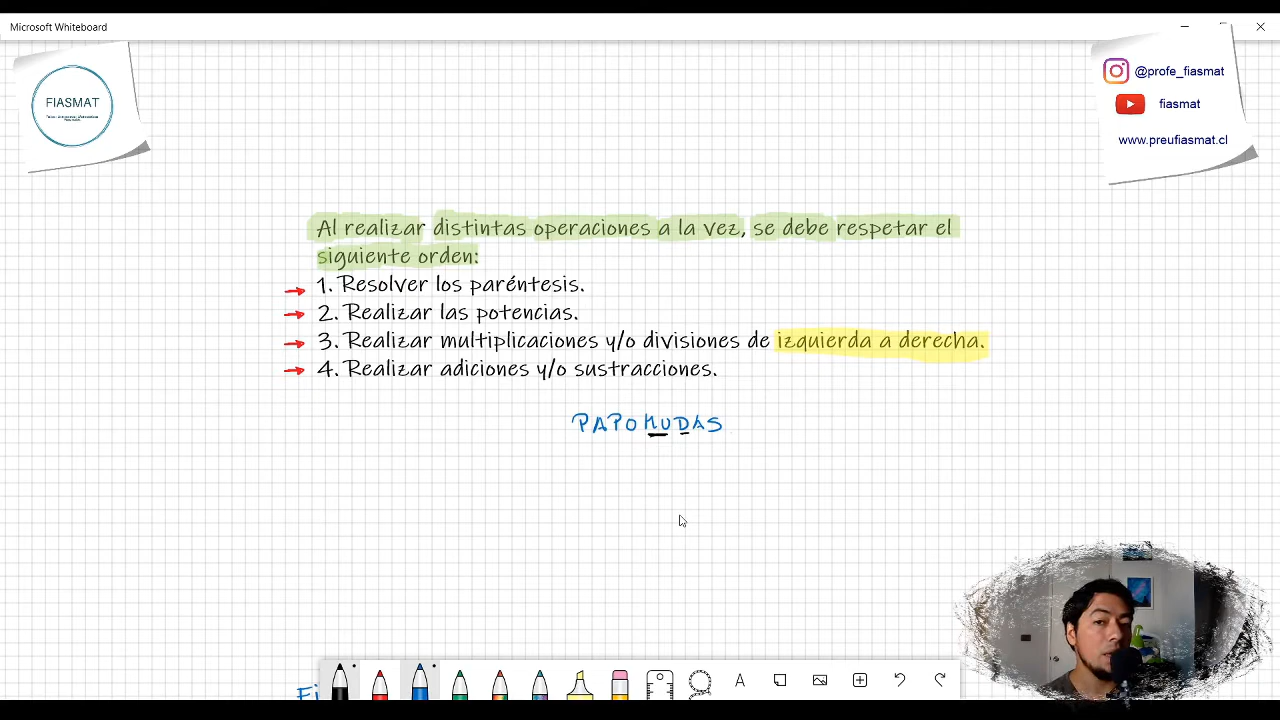 Microsoft Whiteboard
FIASMAT
@profe_fiasmat
fiasmat
www.preufiasmat.cl
Al realizar distintas operaciones a la vez, se debe respetar el
siguiente orden:
1. Resolver los paréntesis.
2. Realizar las potencias.
3. Realizar multiplicaciones y/o divisiones de izquierda a derecha.
4. Realizar adiciones y/o sustracciones.
PAPOMUDAS